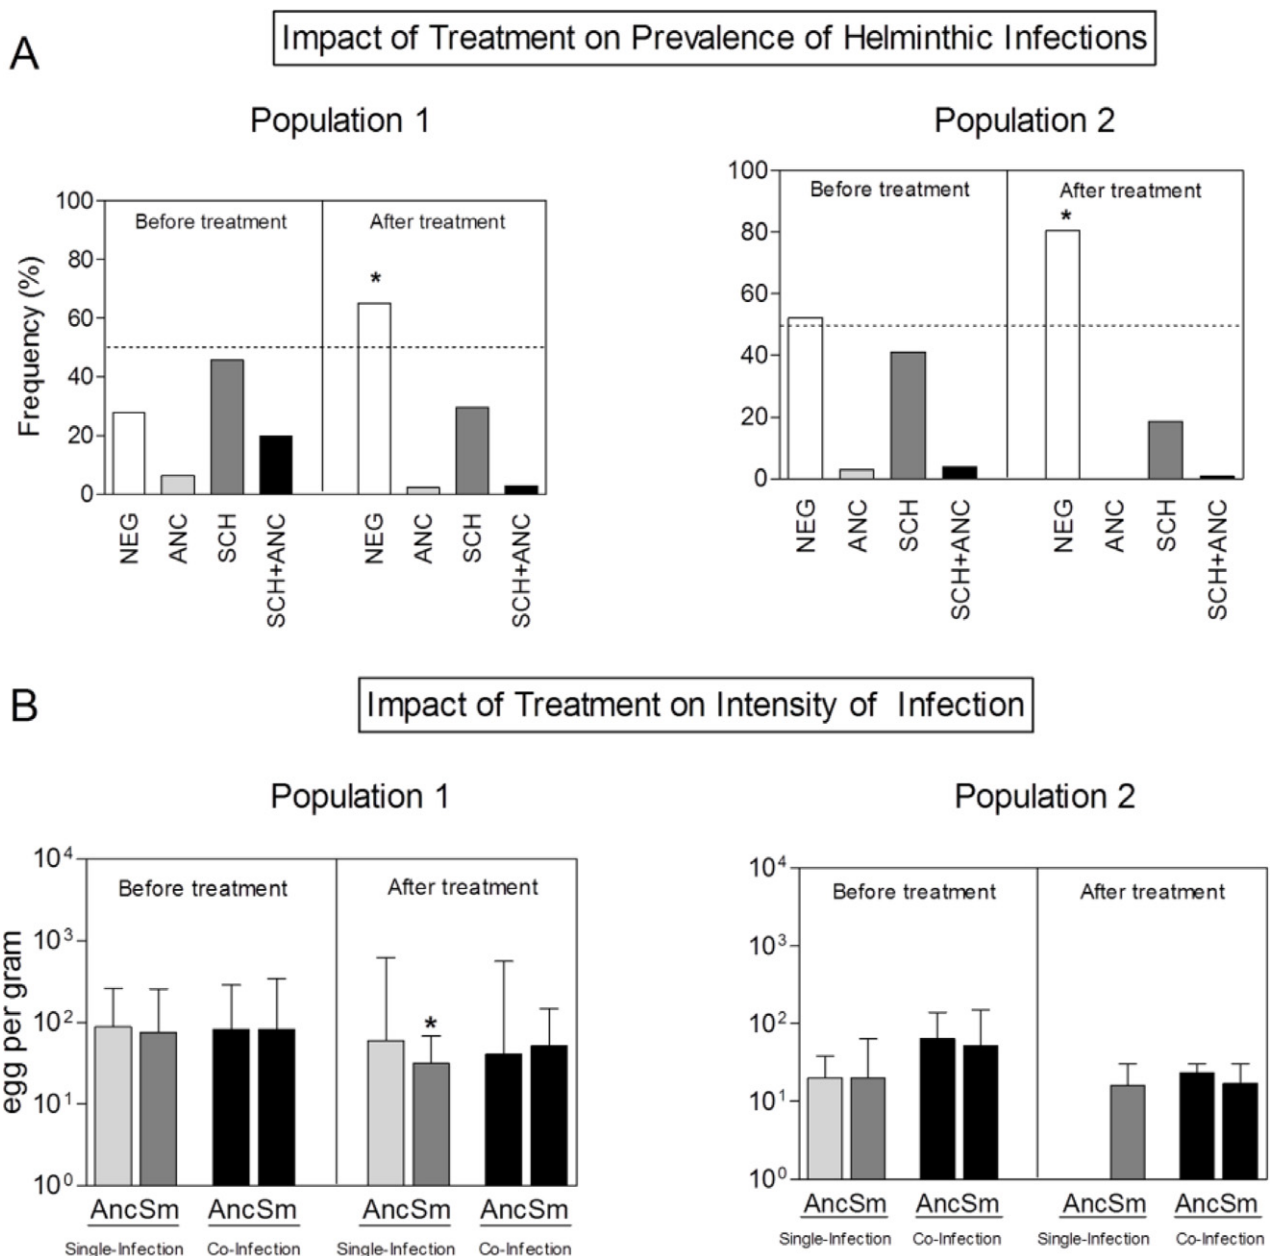 A
Impact of Treatment on Prevalence of Helminthic Infections
Population 1
Population 2
Frequency (%)
100
80
60
40
20
0
Before treatment
After treatment
*
NEG
ANC
SCH
SCH+ANC
NEG
ANC
SCH
SCH+ANC
100
80
60
40
20
0
Before treatment
After treatment
*
NEG
ANC
SCH
SCH+ANC
NEG
ANC
SCH
SCH+ANC
B
Impact of Treatment on Intensity of Infection
Population 1
Population 2
egg per gram
10⁴
10³
10²
10¹
10⁰
Before treatment
After treatment
*
AncSm AncSm AncSm AncSm
Single-Infection Co-Infection Single-Infection Co-Infection
10⁴
10³
10²
10¹
10⁰
Before treatment
After treatment
AncSm AncSm AncSm AncSm
Single-Infection Co-Infection Single-Infection Co-Infection